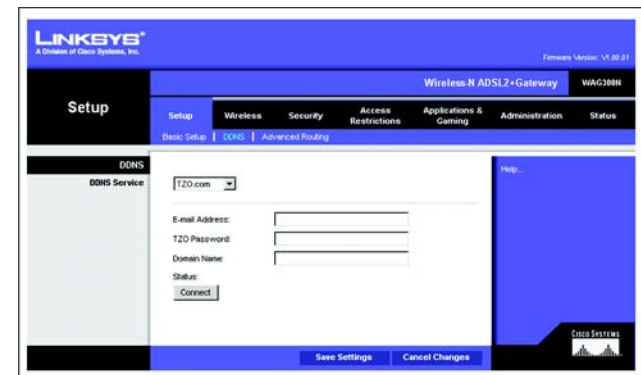 LINKSYS®
A Division of Cisco Systems, Inc.
Firmware Version: V1.00.01
Wireless-N ADSL2+Gateway WAG300N
Setup
Setup Wireless Security Access Restrictions Applications & Gaming Administration Status
Basic Setup | DDNS | Advanced Routing
DDNS
DDNS Service
TZO.com
Help...
E-mail Address:
TZO Password:
Domain Name:
Status:
Connect
Save Settings Cancel Changes
CISCO SYSTEMS